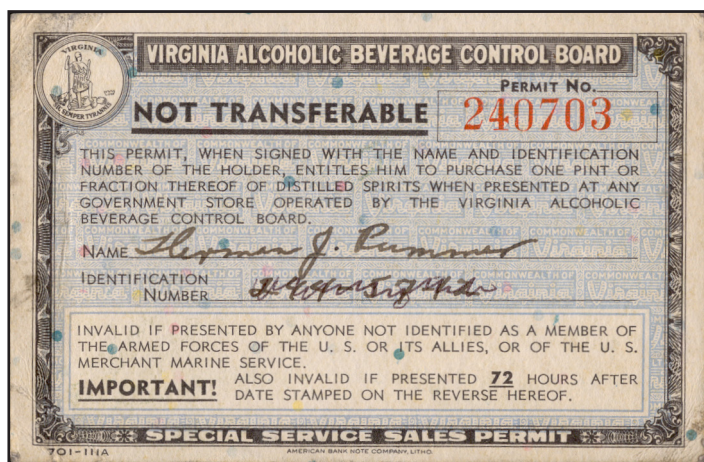 VIRGINIA
SIC SEMPER TYRANNIS
VIRGINIA ALCOHOLIC BEVERAGE CONTROL BOARD
NOT TRANSFERABLE
PERMIT NO.
240703
THIS PERMIT, WHEN SIGNED WITH THE NAME AND IDENTIFICATION
NUMBER OF THE HOLDER, ENTITLES HIM TO PURCHASE ONE PINT OR
FRACTION THEREOF OF DISTILLED SPIRITS WHEN PRESENTED AT ANY
GOVERNMENT STORE OPERATED BY THE VIRGINIA ALCOHOLIC
BEVERAGE CONTROL BOARD.
NAME Herman J. Rummer
IDENTIFICATION
NUMBER
INVALID IF PRESENTED BY ANYONE NOT IDENTIFIED AS A MEMBER OF
THE ARMED FORCES OF THE U. S. OR ITS ALLIES, OR OF THE U. S.
MERCHANT MARINE SERVICE.
IMPORTANT! ALSO INVALID IF PRESENTED 72 HOURS AFTER
DATE STAMPED ON THE REVERSE HEREOF.
SPECIAL SERVICE SALES PERMIT
701-111A
AMERICAN BANK NOTE COMPANY, LITHO.